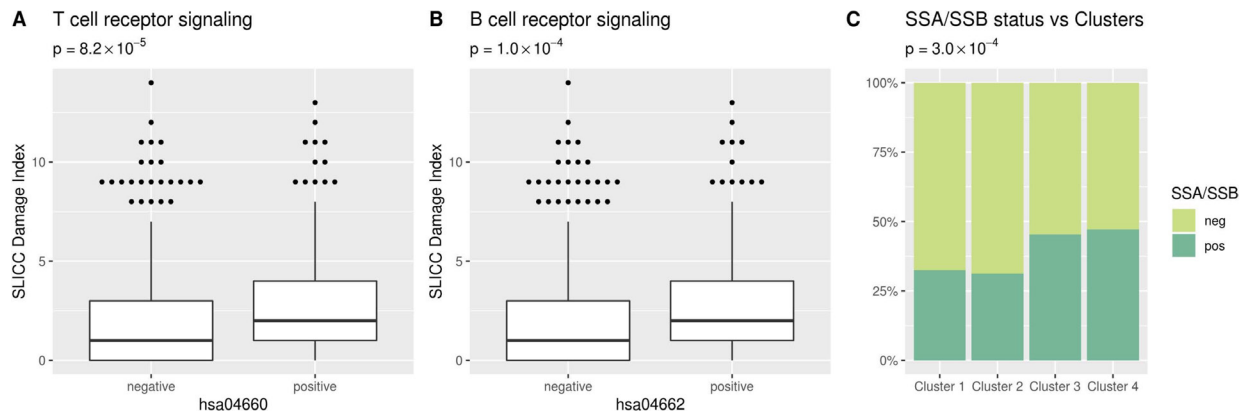 A T cell receptor signaling
p = 8.2×10⁻⁵
SLICC Damage Index
10
5
0
negative positive
hsa04660
B B cell receptor signaling
p = 1.0×10⁻⁴
SLICC Damage Index
10
5
0
negative positive
hsa04662
C SSA/SSB status vs Clusters
p = 3.0×10⁻⁴
100%
75%
50%
25%
0%
Cluster 1 Cluster 2 Cluster 3 Cluster 4
SSA/SSB
neg
pos